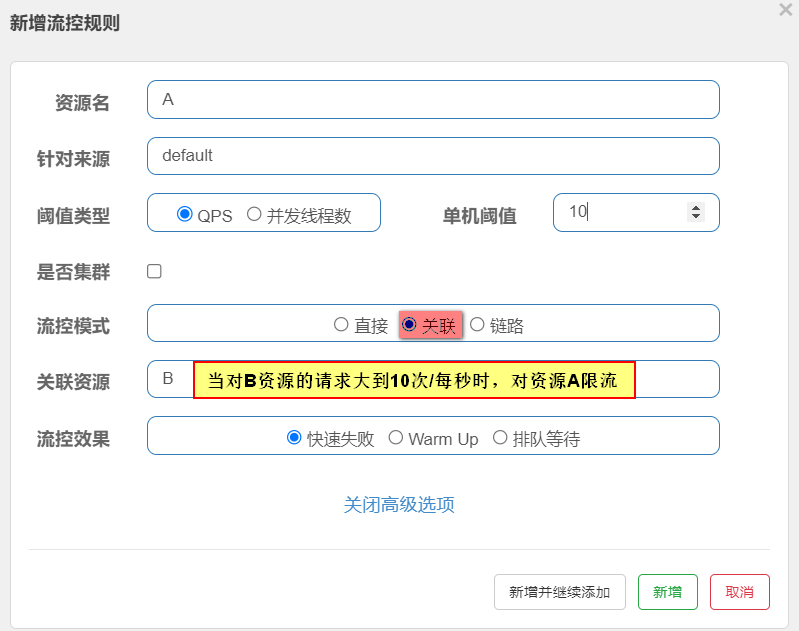 新增流控规则 ×
资源名 A
针对来源 default
阈值类型 QPS 并发线程数 单机阈值 10
是否集群
流控模式 直接 关联 链路
关联资源 B 当对B资源的请求大到10次/每秒时，对资源A限流
流控效果 快速失败 Warm Up 排队等待
关闭高级选项
新增并继续添加 新增 取消